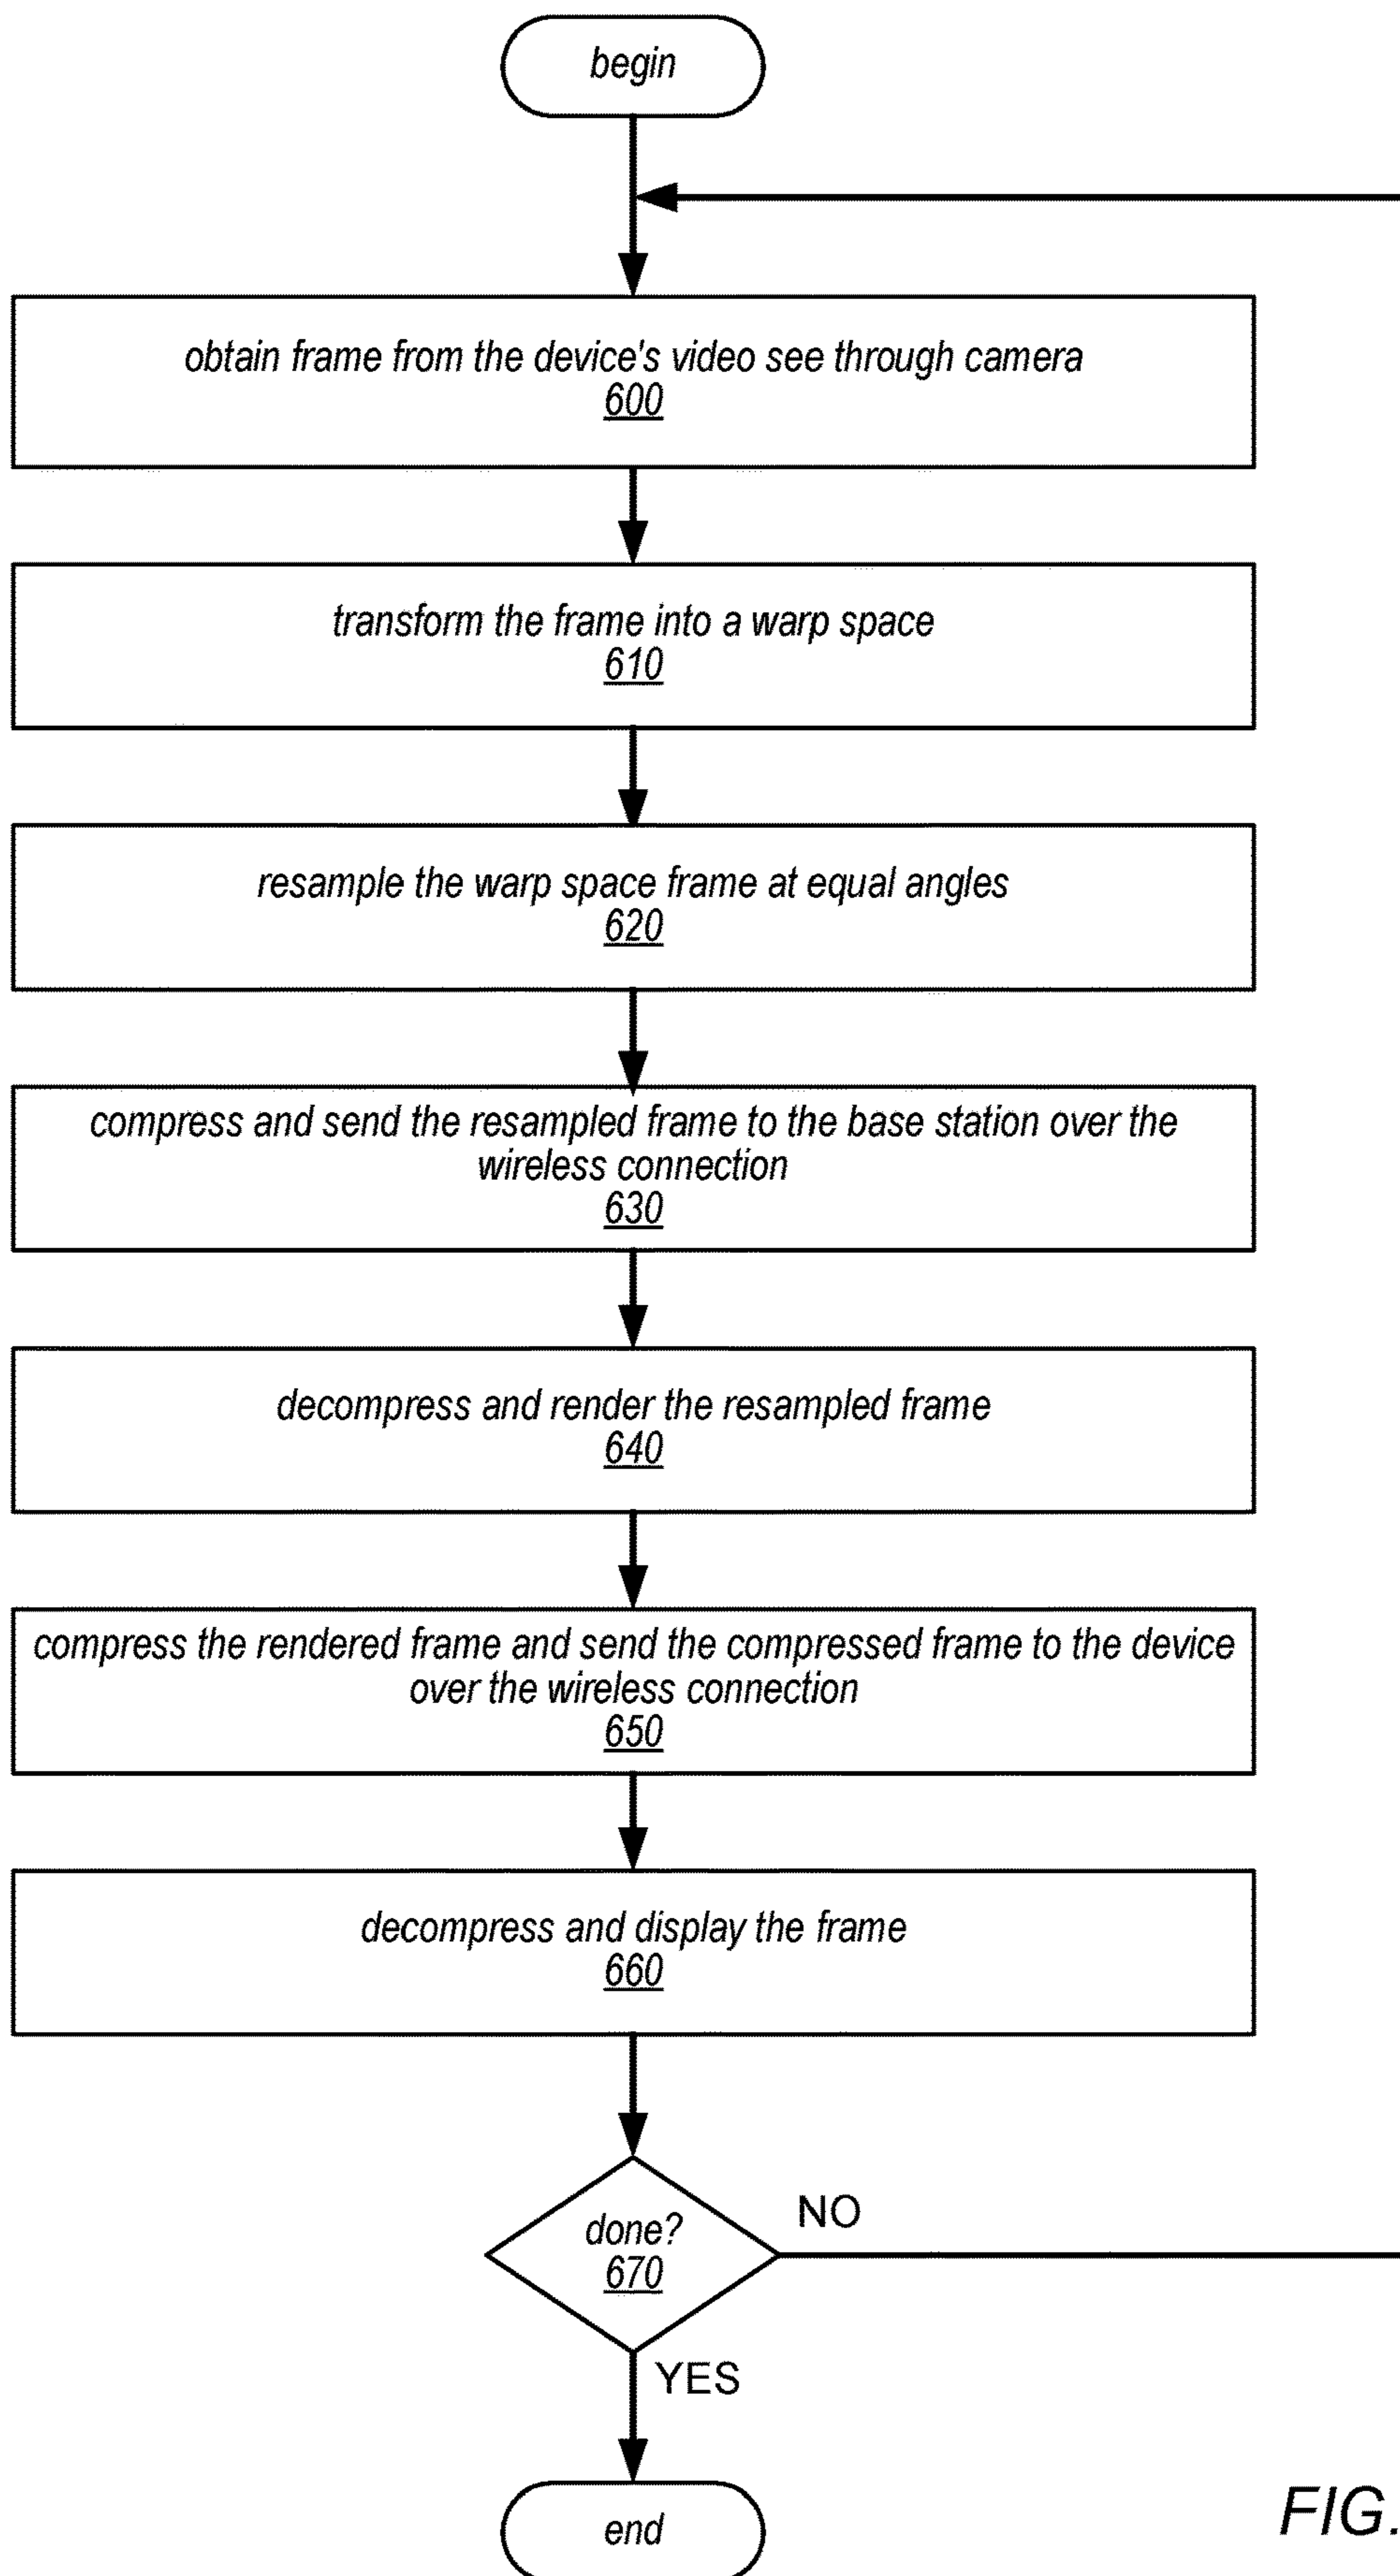 begin
obtain frame from the device's video see through camera
600
transform the frame into a warp space
610
resample the warp space frame at equal angles
620
compress and send the resampled frame to the base station over the
wireless connection
630
decompress and render the resampled frame
640
compress the rendered frame and send the compressed frame to the device
over the wireless connection
650
decompress and display the frame
660
done?
670
NO
YES
end
FIG.